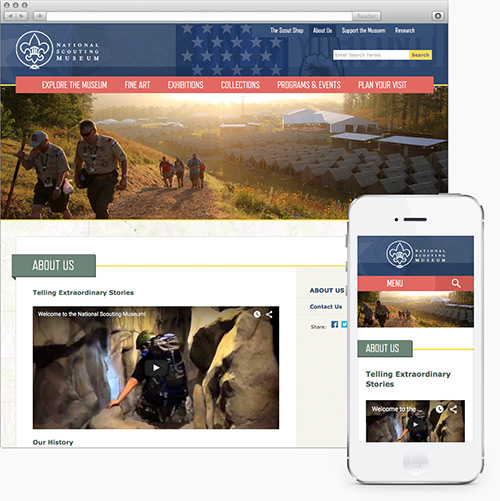 Reader
The Scout Shop About Us Support the Museum Research
NATIONAL
SCOUTING
MUSEUM
Enter Search Terms SEARCH
EXPLORE THE MUSEUM FINE ART EXHIBITIONS COLLECTIONS PROGRAMS & EVENTS PLAN YOUR VISIT
ABOUT US
Telling Extraordinary Stories
Welcome to the National Scouting Museum!
Our History
ABOUT US
Contact Us
Share:
NATIONAL
SCOUTING
MUSEUM
MENU
ABOUT US
Telling Extraordinary
Stories
Welcome to the ...